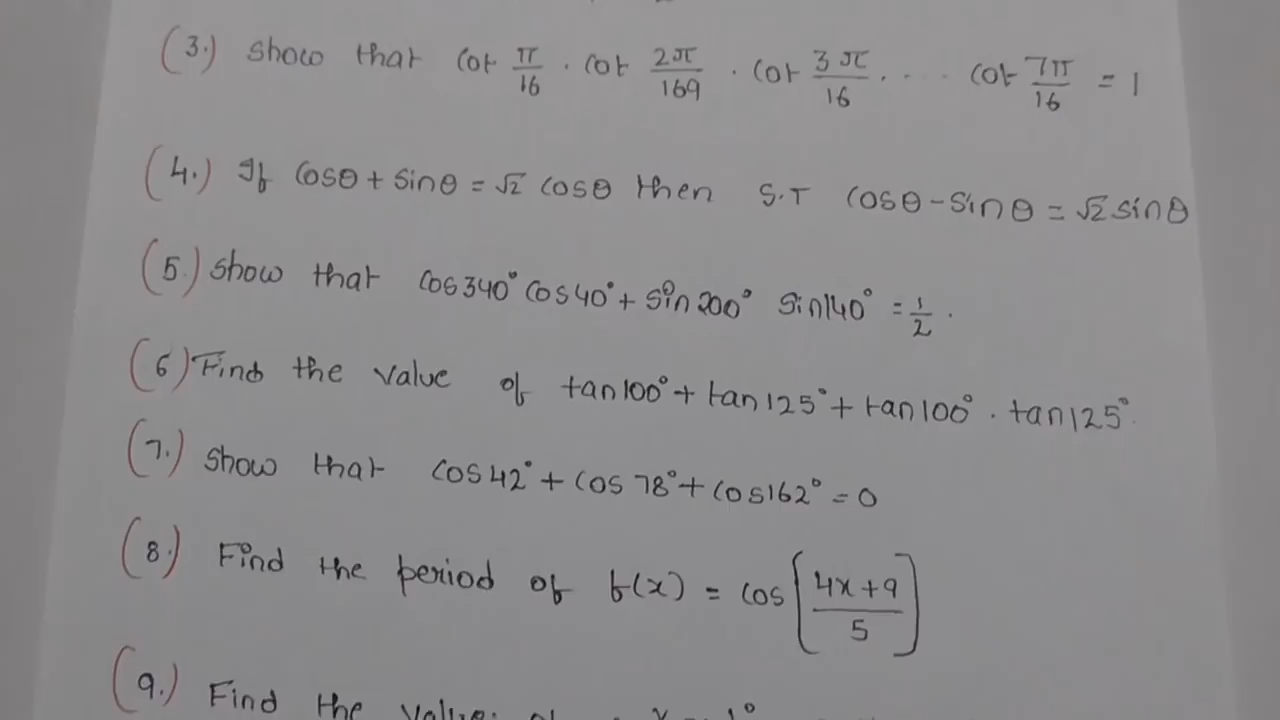 (3.) Show that Cot π/16 . Cot 2π/169 . Cot 3π/16 .... Cot 7π/16 = 1
(4.) If Cosθ + Sinθ = √2 Cosθ then S.T Cosθ - Sinθ = √2 Sinθ
(5.) Show that Cos340° Cos40° + Sin200° Sin140° = 1/2 .
(6) Find the value of tan100° + tan125° + tan100° . tan125°
(7.) Show that Cos42° + Cos78° + Cos162° = 0
(8.) Find the period of f(x) = Cos[4x+9/5]
(9.) Find the value of